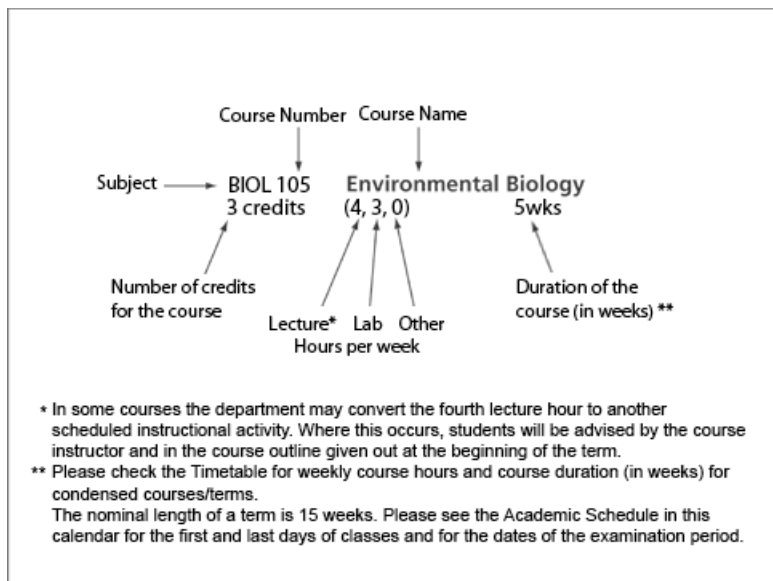 Course Number Course Name
Subject BIOL 105 Environmental Biology
3 credits (4, 3, 0) 5wks
Number of credits
for the course
Lecture* Lab Other
Hours per week
Duration of the
course (in weeks) **
* In some courses the department may convert the fourth lecture hour to another
scheduled instructional activity. Where this occurs, students will be advised by the course
instructor and in the course outline given out at the beginning of the term.
** Please check the Timetable for weekly course hours and course duration (in weeks) for
condensed courses/terms.
The nominal length of a term is 15 weeks. Please see the Academic Schedule in this
calendar for the first and last days of classes and for the dates of the examination period.